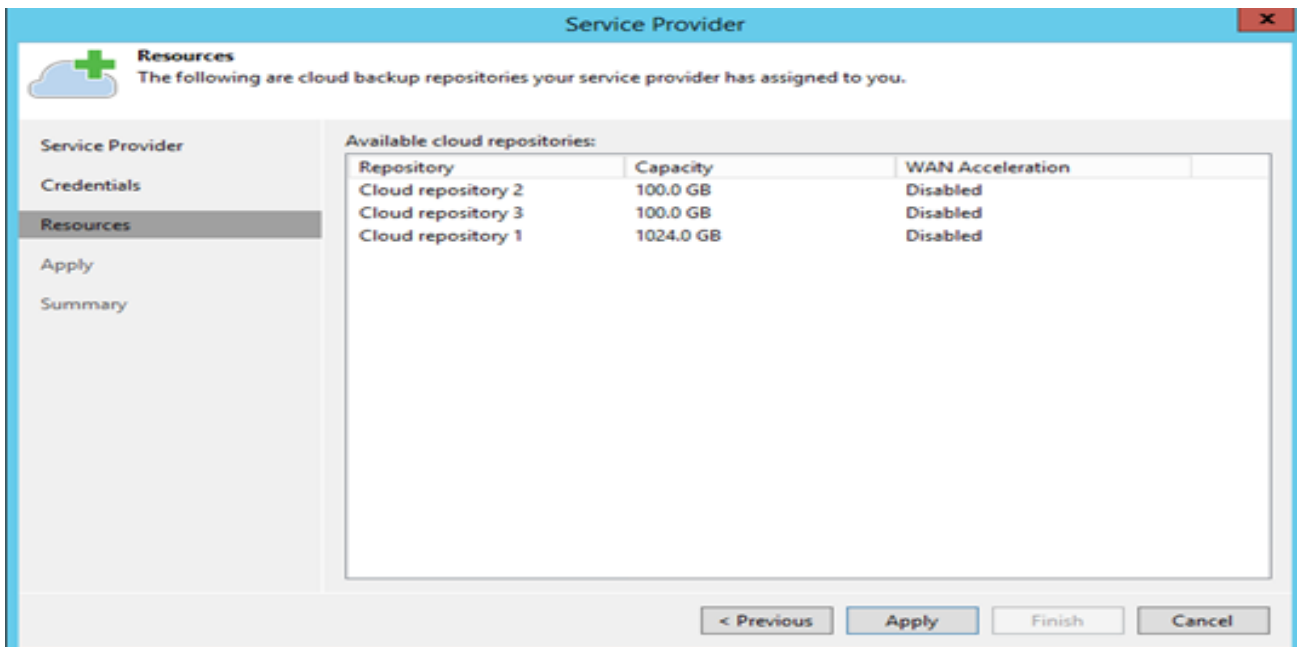 Service Provider
x
Resources
The following are cloud backup repositories your service provider has assigned to you.
Service Provider
Credentials
Resources
Apply
Summary
Available cloud repositories:
Repository Capacity WAN Acceleration
Cloud repository 2 100.0 GB Disabled
Cloud repository 3 100.0 GB Disabled
Cloud repository 1 1024.0 GB Disabled
< Previous Apply Finish Cancel